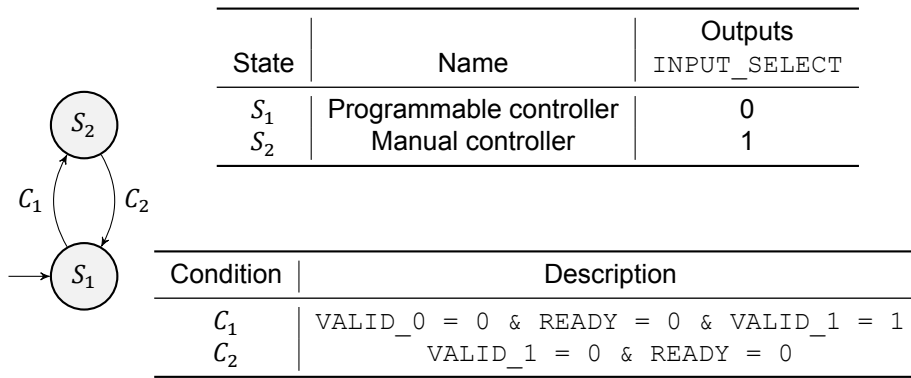 Outputs
State Name INPUT_SELECT
S₁ Programmable controller 0
S₂ Manual controller 1
S₂
C₁ C₂
S₁
Condition Description
C₁ VALID_0 = 0 & READY = 0 & VALID_1 = 1
C₂ VALID_1 = 0 & READY = 0